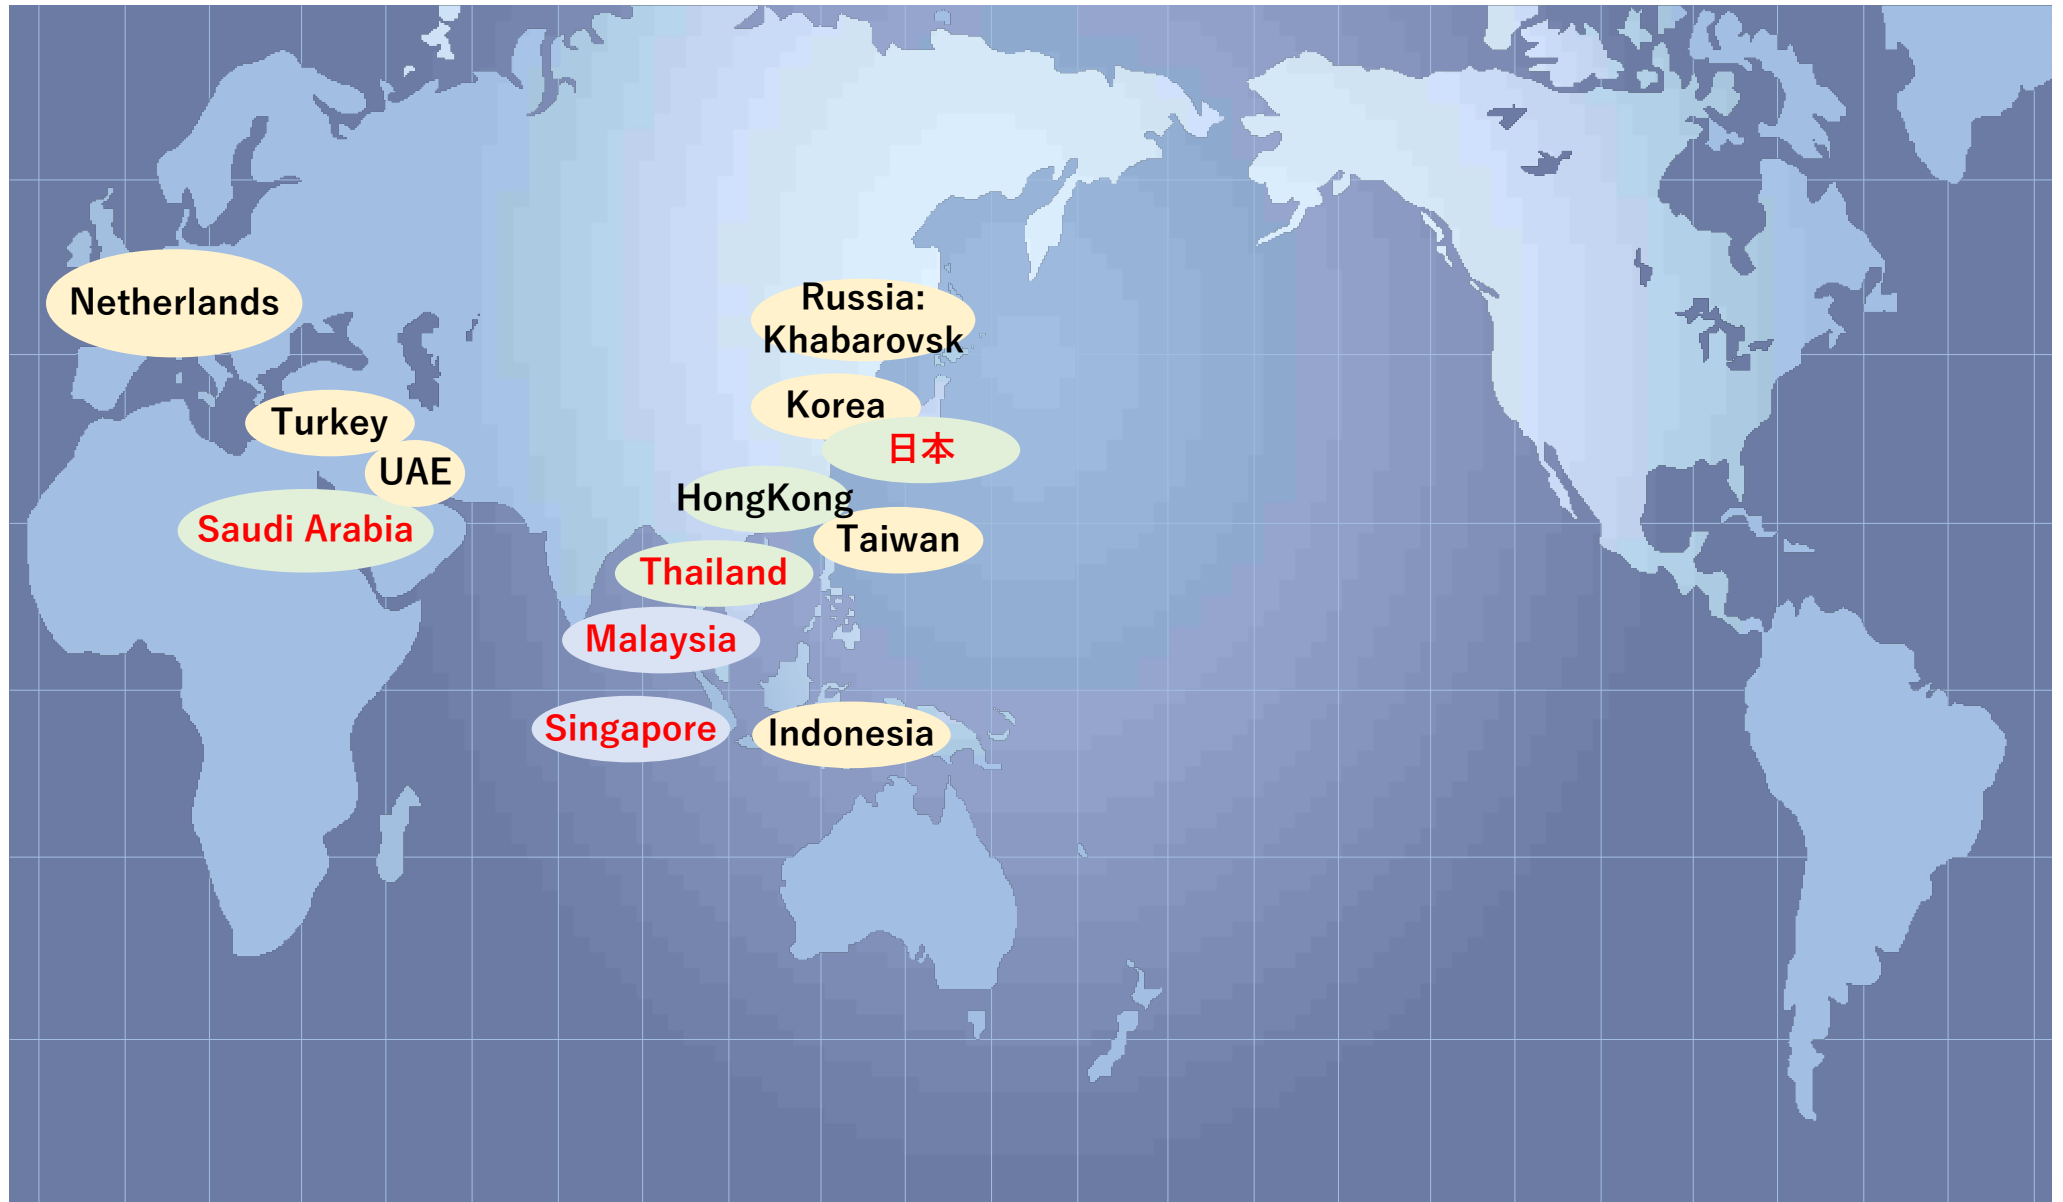 Netherlands
Russia:
Khabarovsk
Korea
Turkey
日本
UAE
HongKong
Saudi Arabia
Taiwan
Thailand
Malaysia
Singapore
Indonesia